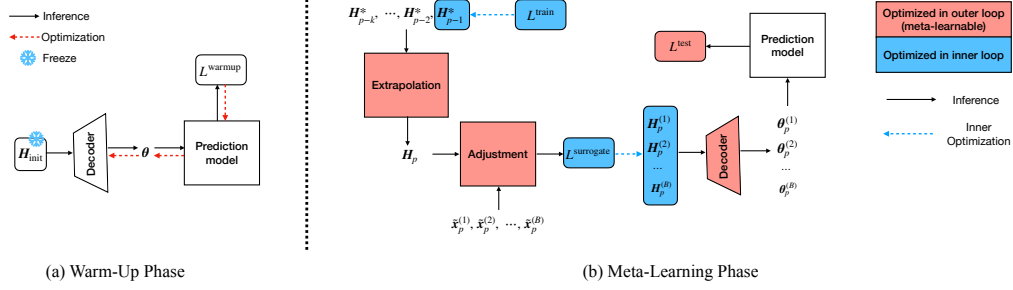 Inference
Optimization
Freeze
L^warmup
H_init
Decoder
θ
Prediction
model
(a) Warm-Up Phase
H*_{p-k}, ⋯, H*_{p-2}, H*_{p-1}
L^train
Extrapolation
H_p
Adjustment
x̃_p^{(1)}, x̃_p^{(2)}, ⋯, x̃_p^{(B)}
L^surrogate
H_p^{(1)}
H_p^{(2)}
...
H_p^{(B)}
Decoder
θ_p^{(1)}
θ_p^{(2)}
...
θ_p^{(B)}
Prediction
model
L^test
(b) Meta-Learning Phase
Optimized in outer loop
(meta-learnable)
Optimized in inner loop
Inference
Inner
Optimization